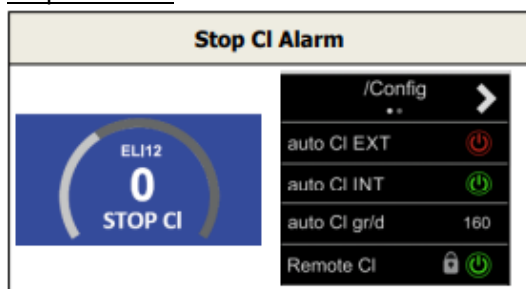 Stop Cl Alarm
ELI12
0
STOP Cl
/Config
auto Cl EXT
auto Cl INT
auto Cl gr/d 160
Remote Cl